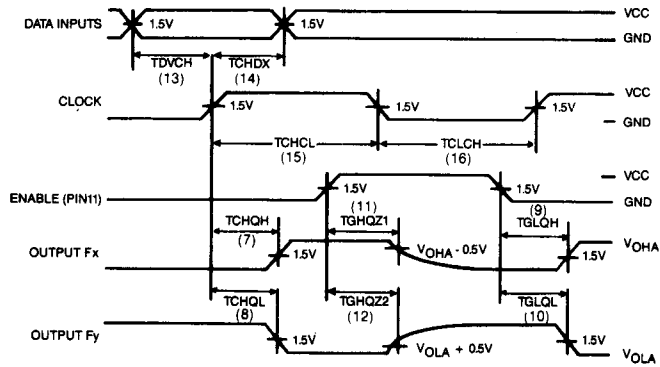 DATA INPUTS
1.5V
1.5V
VCC
GND
TDVCH
(13)
TCHDX
(14)
CLOCK
1.5V
1.5V
1.5V
VCC
GND
TCHCL
(15)
TCLCH
(16)
ENABLE (PIN11)
1.5V
1.5V
VCC
GND
(11)
(9)
TCHQH
(7)
TGHQZ1
TGLQH
OUTPUT Fx
1.5V
VOHA - 0.5V
1.5V
VOHA
TCHQL
(8)
TGHQZ2
(12)
TGLQL
(10)
OUTPUT Fy
1.5V
VOLA + 0.5V
1.5V
VOLA